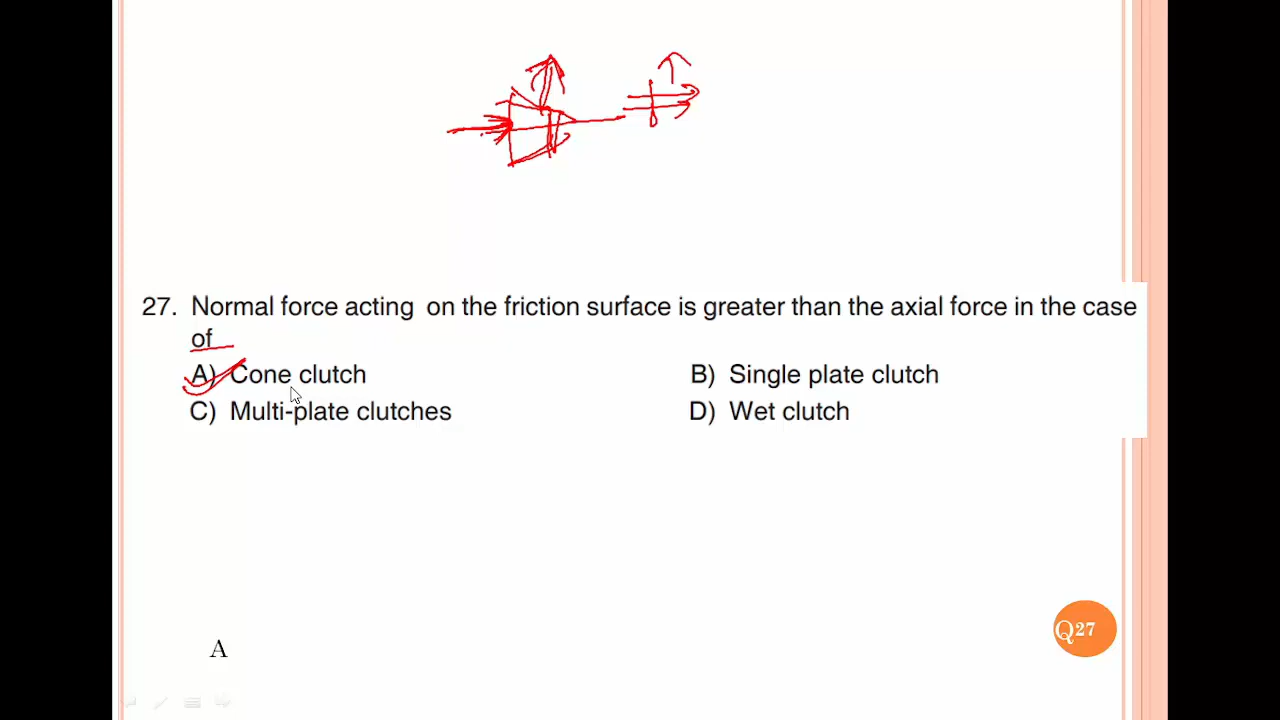 27. Normal force acting on the friction surface is greater than the axial force in the case
of
A) Cone clutch
B) Single plate clutch
C) Multi-plate clutches
D) Wet clutch
Q27
A